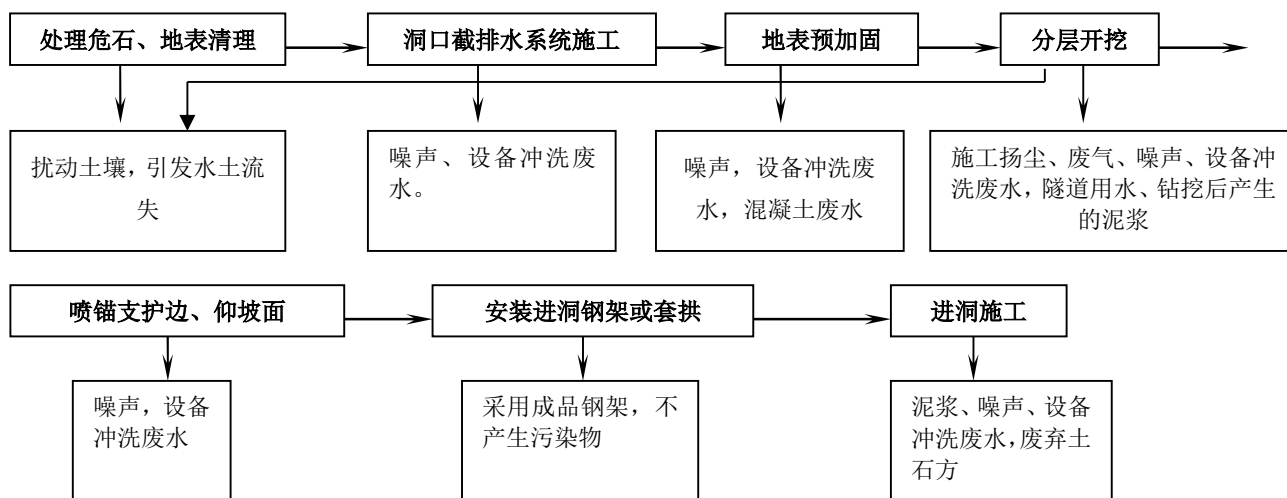 处理危石、地表清理
洞口截排水系统施工
地表预加固
分层开挖
扰动土壤，引发水土流
失
噪声、设备冲洗废
水。
噪声，设备冲洗废
水，混凝土废水
施工扬尘、废气、噪声、设备冲
洗废水，隧道用水、钻挖后产生
的泥浆
喷锚支护边、仰坡面
安装进洞钢架或套拱
进洞施工
噪声，设备
冲洗废水
采用成品钢架，不
产生污染物
泥浆、噪声、设备
冲洗废水，废弃土
石方